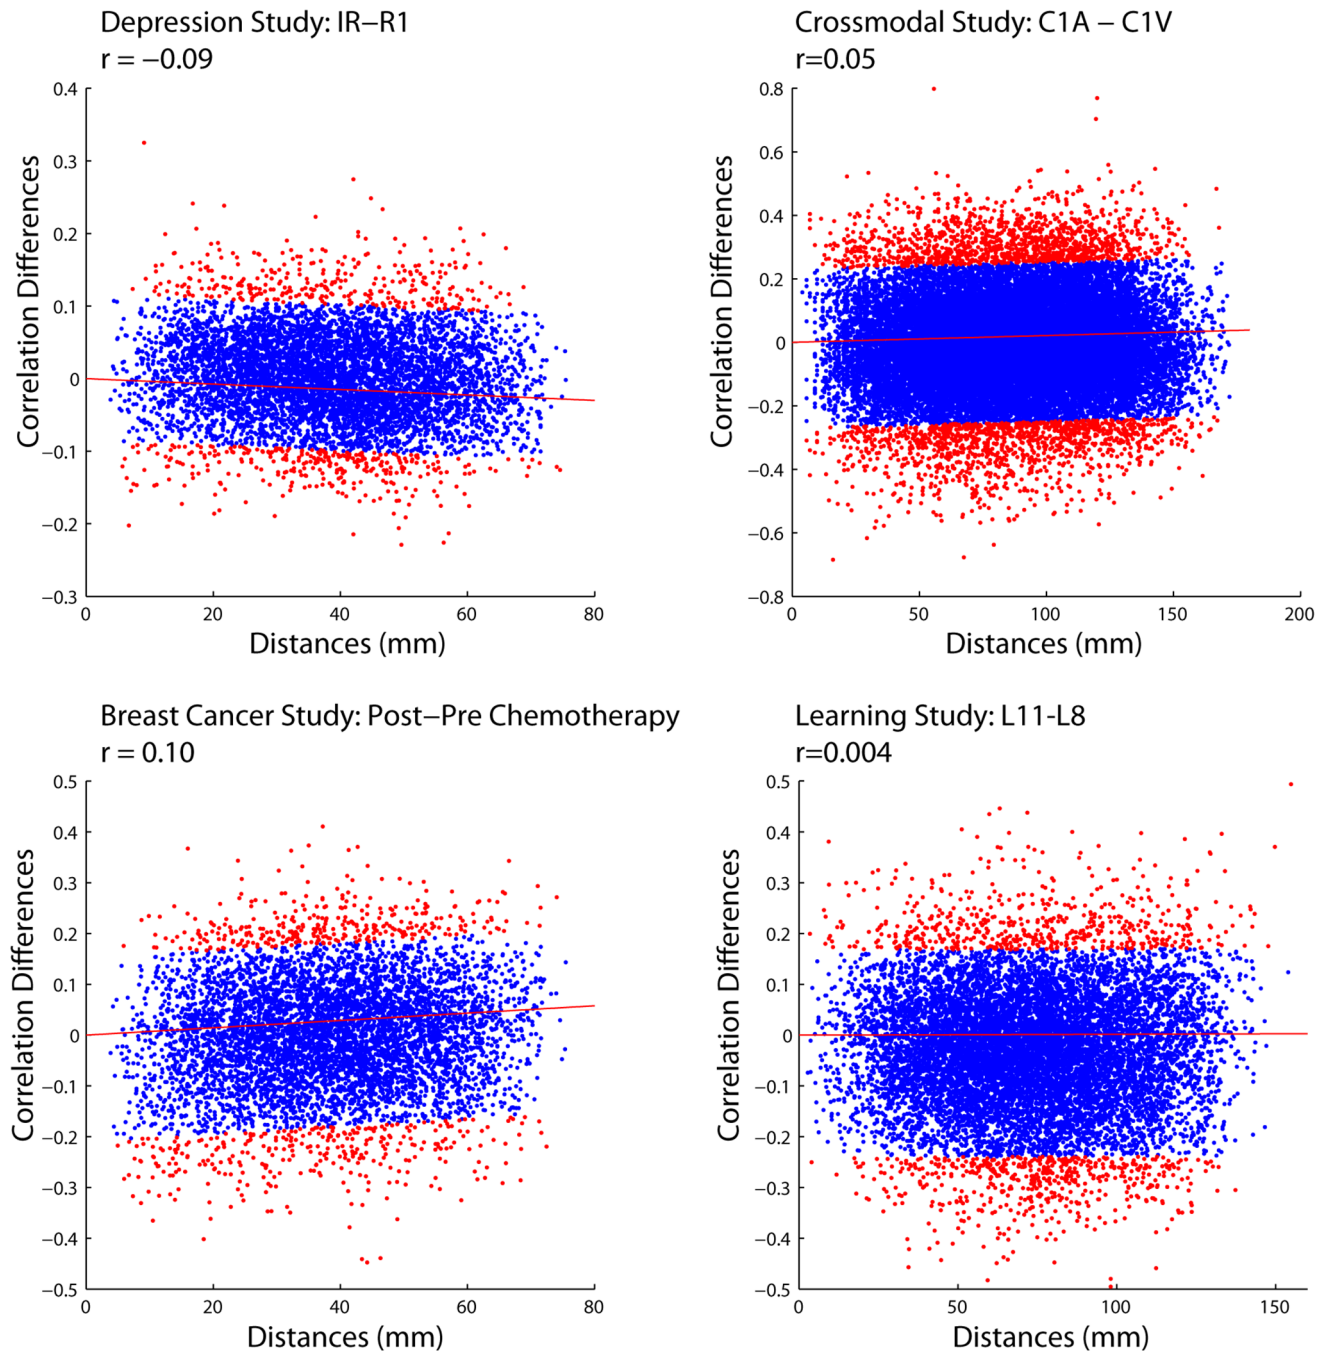 Depression Study: IR−R1
r = −0.09
0.4
0.3
0.2
0.1
0
−0.1
−0.2
−0.3
Correlation Differences
0 20 40 60 80
Distances (mm)
Crossmodal Study: C1A − C1V
r=0.05
0.8
0.6
0.4
0.2
0
−0.2
−0.4
−0.6
−0.8
Correlation Differences
0 50 100 150 200
Distances (mm)
Breast Cancer Study: Post−Pre Chemotherapy
r = 0.10
0.5
0.4
0.3
0.2
0.1
0
−0.1
−0.2
−0.3
−0.4
−0.5
Correlation Differences
0 20 40 60 80
Distances (mm)
Learning Study: L11-L8
r=0.004
0.5
0.4
0.3
0.2
0.1
0
−0.1
−0.2
−0.3
−0.4
−0.5
Correlation Differences
0 50 100 150
Distances (mm)